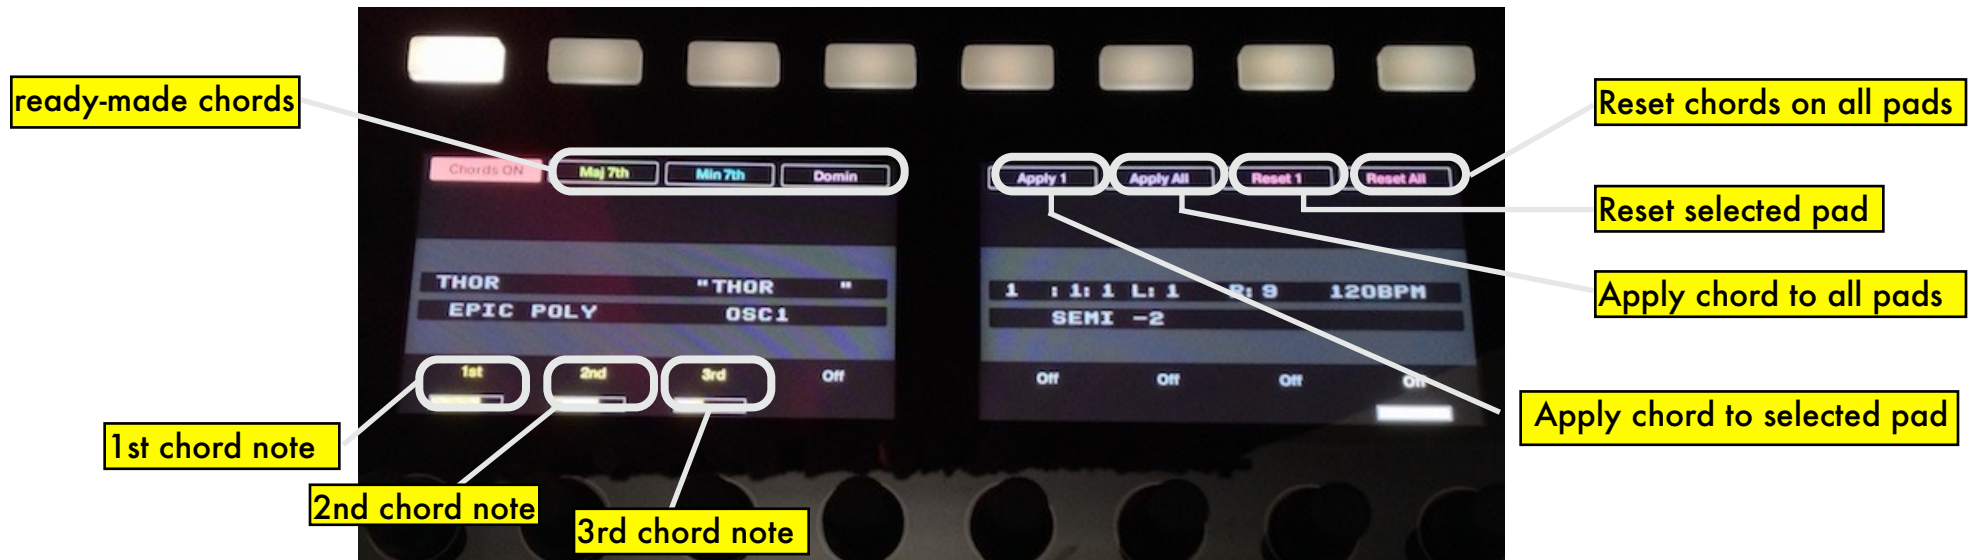 ready-made chords
Reset chords on all pads
Chords ON Maj 7th Min 7th Domin
Apply 1 Apply All Reset 1 Reset All
Reset selected pad
THOR "THOR "
EPIC POLY OSC1
1 : 1: 1 L: 1 R: 9 120BPM
SEMI -2
Apply chord to all pads
1st 2nd 3rd Off
Off Off Off Off
Apply chord to selected pad
1st chord note
2nd chord note
3rd chord note